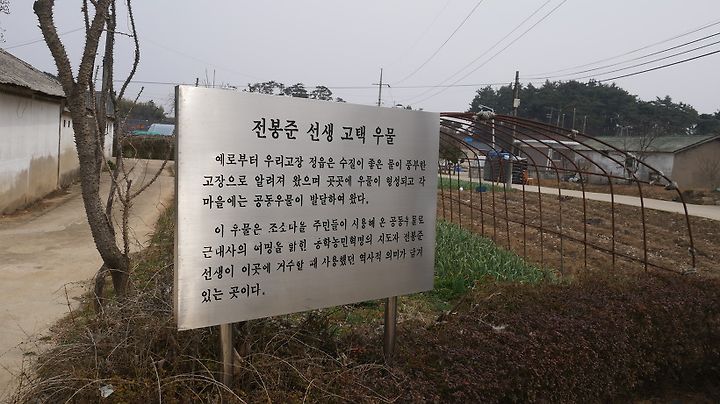 전봉준 선생 고택 우물
예로부터 우리고장 정읍은 수질이 좋은 물이 풍부한
고장으로 알려져 왔으며 곳곳에 우물이 형성되고 각
마을에는 공동우물이 발달하여 왔다.
이 우물은 조소마을 주민들이 사용해 온 공동우물로
근대사의 여명을 밝힌 동학농민혁명의 지도자 전봉준
선생이 이곳에 거주할 때 사용했던 역사적 의미가 남겨
있는 곳이다.